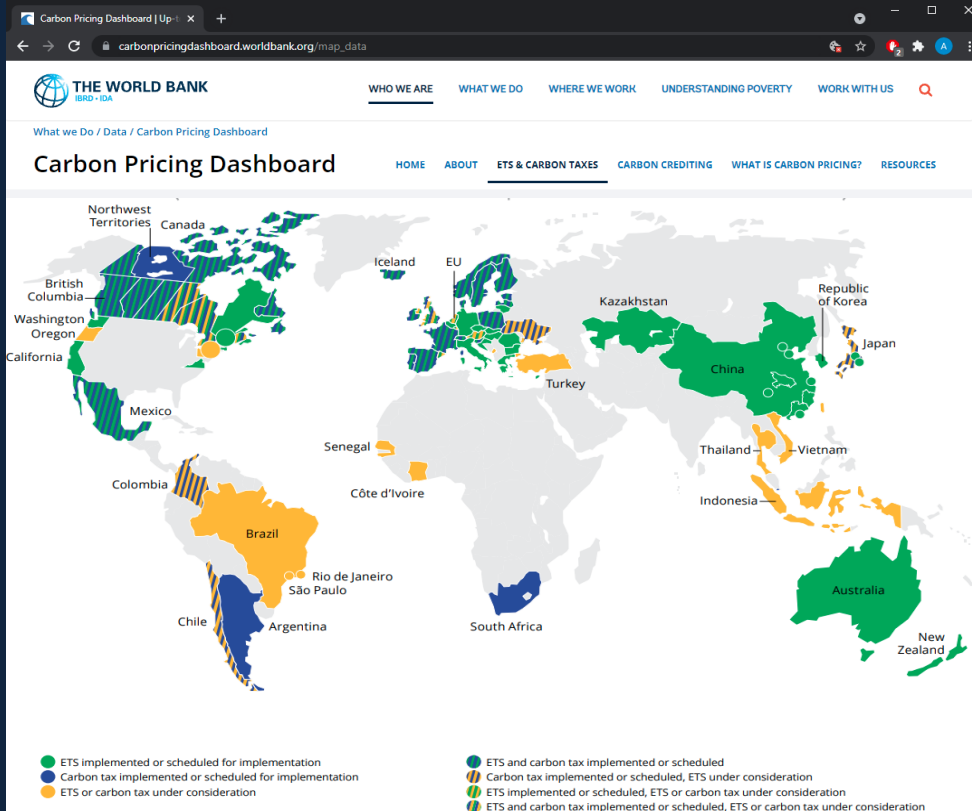 Carbon Pricing Dashboard | Up-t
carbonpricingdashboard.worldbank.org/map_data
2
A
THE WORLD BANK
IBRD • IDA
WHO WE ARE
WHAT WE DO
WHERE WE WORK
UNDERSTANDING POVERTY
WORK WITH US
What we Do / Data / Carbon Pricing Dashboard
Carbon Pricing Dashboard
HOME
ABOUT
ETS & CARBON TAXES
CARBON CREDITING
WHAT IS CARBON PRICING?
RESOURCES
Northwest
Territories
Canada
British
Columbia
Washington
Oregon
California
Mexico
Iceland
EU
Kazakhstan
Republic
of Korea
Japan
China
Turkey
Senegal
Côte d'Ivoire
Thailand
Vietnam
Indonesia
Colombia
Brazil
Rio de Janeiro
São Paulo
Chile
Argentina
South Africa
Australia
New
Zealand
ETS implemented or scheduled for implementation
Carbon tax implemented or scheduled for implementation
ETS or carbon tax under consideration
ETS and carbon tax implemented or scheduled
Carbon tax implemented or scheduled, ETS under consideration
ETS implemented or scheduled, ETS or carbon tax under consideration
ETS and carbon tax implemented or scheduled, ETS or carbon tax under consideration